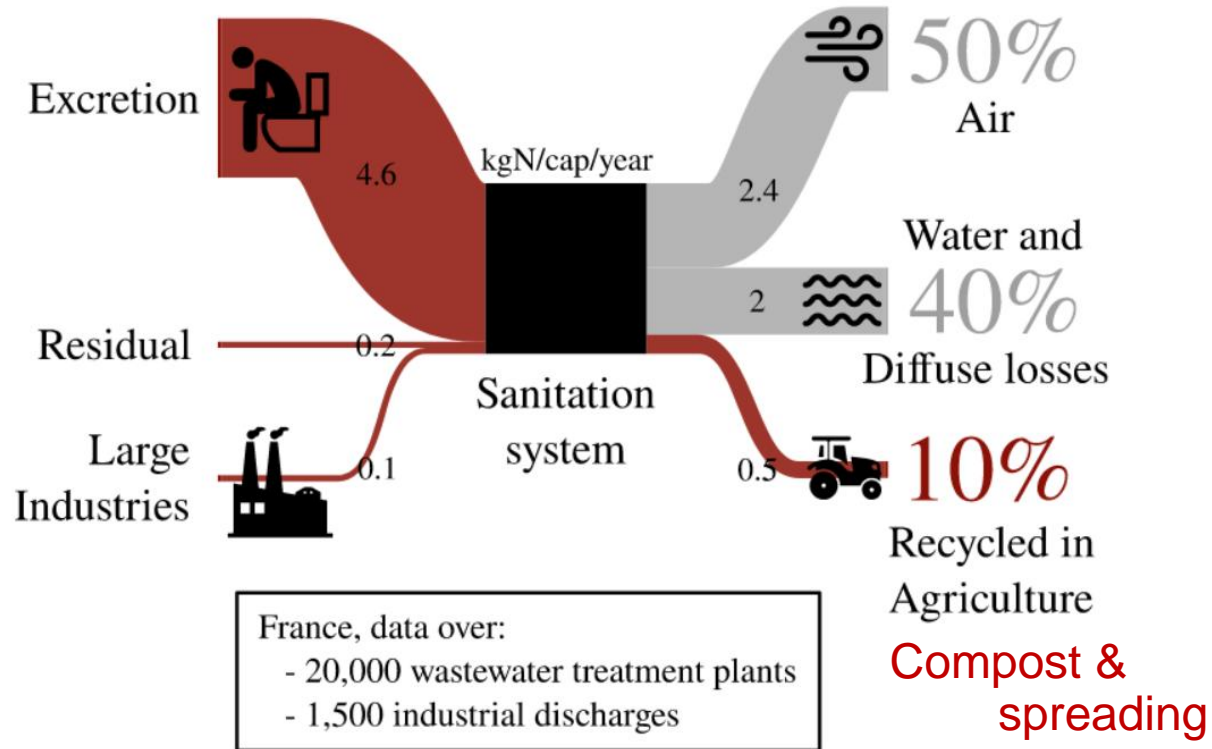 Excretion
4.6
Residual
0.2
Large
Industries
0.1
kgN/cap/year
Sanitation
system
2.4
50%
Air
2
Water and
40%
Diffuse losses
0.5
10%
Recycled in
Agriculture
Compost &
spreading
France, data over:
- 20,000 wastewater treatment plants
- 1,500 industrial discharges